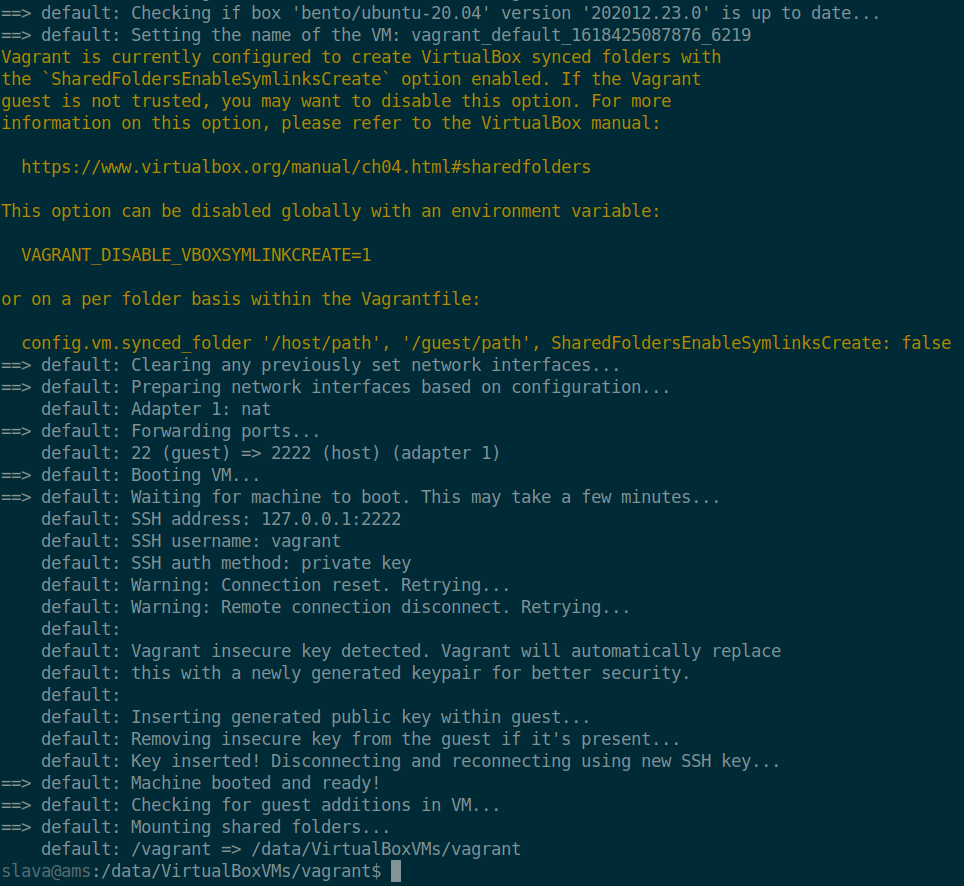 ==> default: Checking if box 'bento/ubuntu-20.04' version '202012.23.0' is up to date...
==> default: Setting the name of the VM: vagrant_default_1618425087876_6219
Vagrant is currently configured to create VirtualBox synced folders with
the `SharedFoldersEnableSymlinksCreate` option enabled. If the Vagrant
guest is not trusted, you may want to disable this option. For more
information on this option, please refer to the VirtualBox manual:
https://www.virtualbox.org/manual/ch04.html#sharedfolders
This option can be disabled globally with an environment variable:
VAGRANT_DISABLE_VBOXSYMLINKCREATE=1
or on a per folder basis within the Vagrantfile:
config.vm.synced_folder '/host/path', '/guest/path', SharedFoldersEnableSymlinksCreate: false
==> default: Clearing any previously set network interfaces...
==> default: Preparing network interfaces based on configuration...
default: Adapter 1: nat
==> default: Forwarding ports...
default: 22 (guest) => 2222 (host) (adapter 1)
==> default: Booting VM...
==> default: Waiting for machine to boot. This may take a few minutes...
default: SSH address: 127.0.0.1:2222
default: SSH username: vagrant
default: SSH auth method: private key
default: Warning: Connection reset. Retrying...
default: Warning: Remote connection disconnect. Retrying...
default:
default: Vagrant insecure key detected. Vagrant will automatically replace
default: this with a newly generated keypair for better security.
default:
default: Inserting generated public key within guest...
default: Removing insecure key from the guest if it's present...
default: Key inserted! Disconnecting and reconnecting using new SSH key...
==> default: Machine booted and ready!
==> default: Checking for guest additions in VM...
==> default: Mounting shared folders...
default: /vagrant => /data/VirtualBoxVMs/vagrant
slava@ams:/data/VirtualBoxVMs/vagrant$